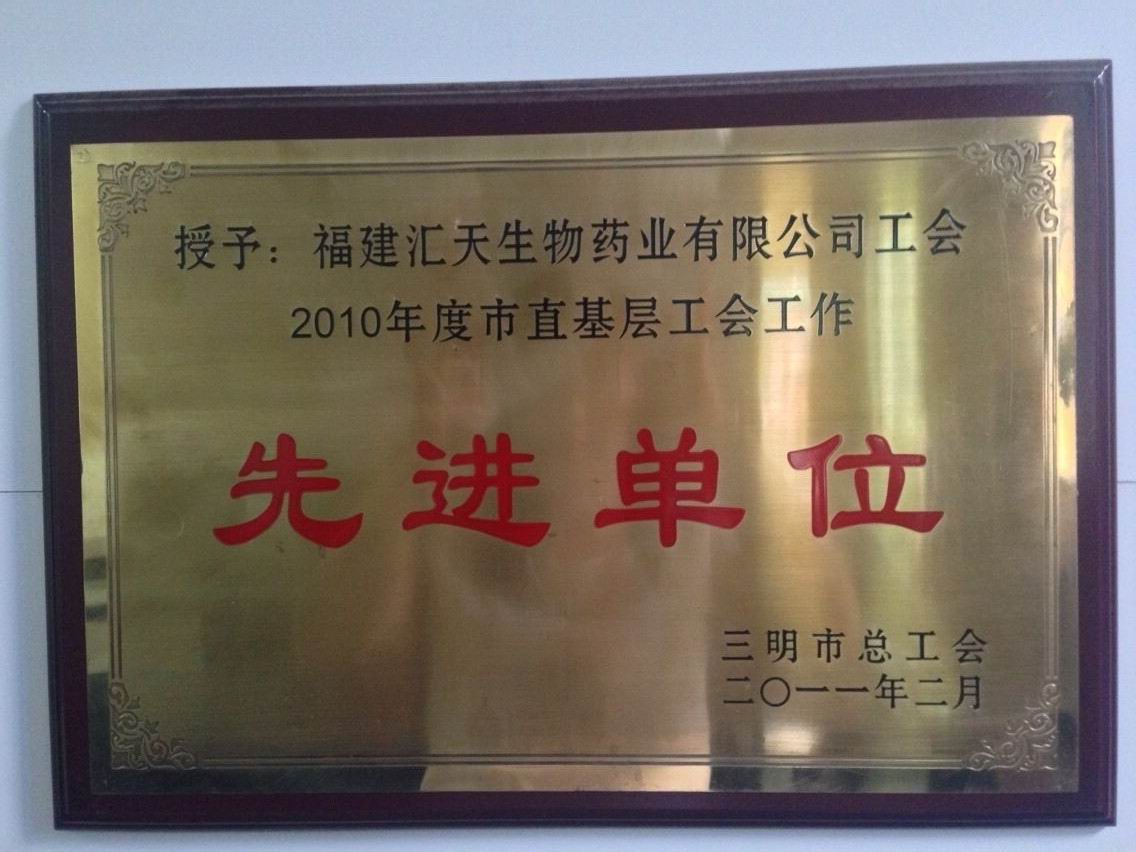 授予：福建汇天生物药业有限公司工会
2010年度市直基层工会工作
先进单位
三明市总工会
二〇一一年二月